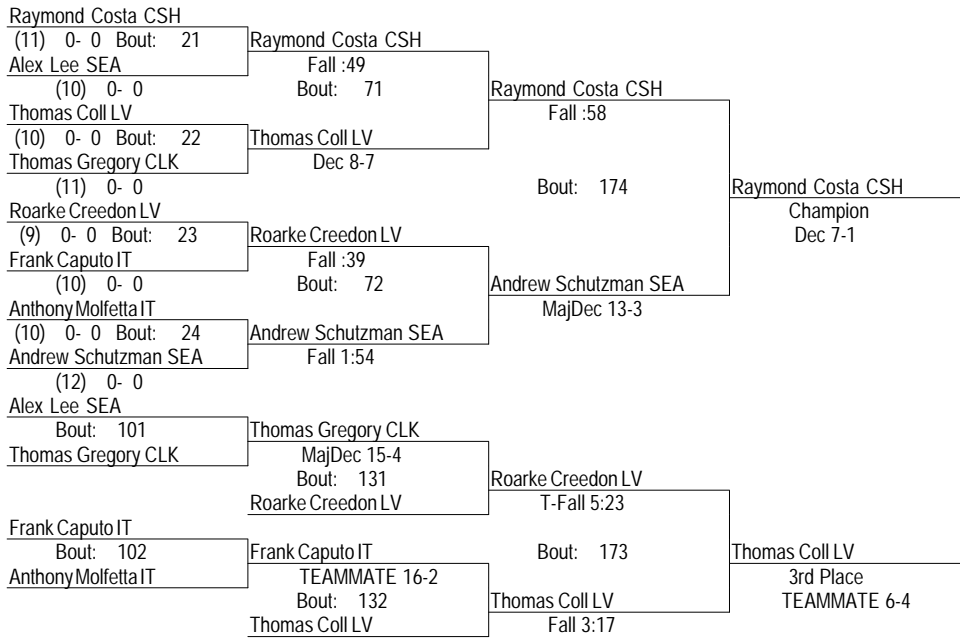 Raymond Costa CSH
(11) 0- 0 Bout: 21 Raymond Costa CSH
Alex Lee SEA Fall :49
(10) 0- 0 Bout: 71 Raymond Costa CSH
Thomas Coll LV Fall :58
(10) 0- 0 Bout: 22 Thomas Coll LV
Thomas Gregory CLK Dec 8-7
(11) 0- 0 Bout: 174 Raymond Costa CSH
Roarke Creedon LV Champion
(9) 0- 0 Bout: 23 Roarke Creedon LV Dec 7-1
Frank Caputo IT Fall :39
(10) 0- 0 Bout: 72 Andrew Schutzman SEA
Anthony Molfetta IT MajDec 13-3
(10) 0- 0 Bout: 24 Andrew Schutzman SEA
Andrew Schutzman SEA Fall 1:54
(12) 0- 0
Alex Lee SEA
Bout: 101 Thomas Gregory CLK
Thomas Gregory CLK MajDec 15-4
Bout: 131 Roarke Creedon LV
Roarke Creedon LV T-Fall 5:23
Frank Caputo IT
Bout: 102 Frank Caputo IT Bout: 173 Thomas Coll LV
Anthony Molfetta IT TEAMMATE 16-2 3rd Place
Bout: 132 Thomas Coll LV TEAMMATE 6-4
Thomas Coll LV Fall 3:17